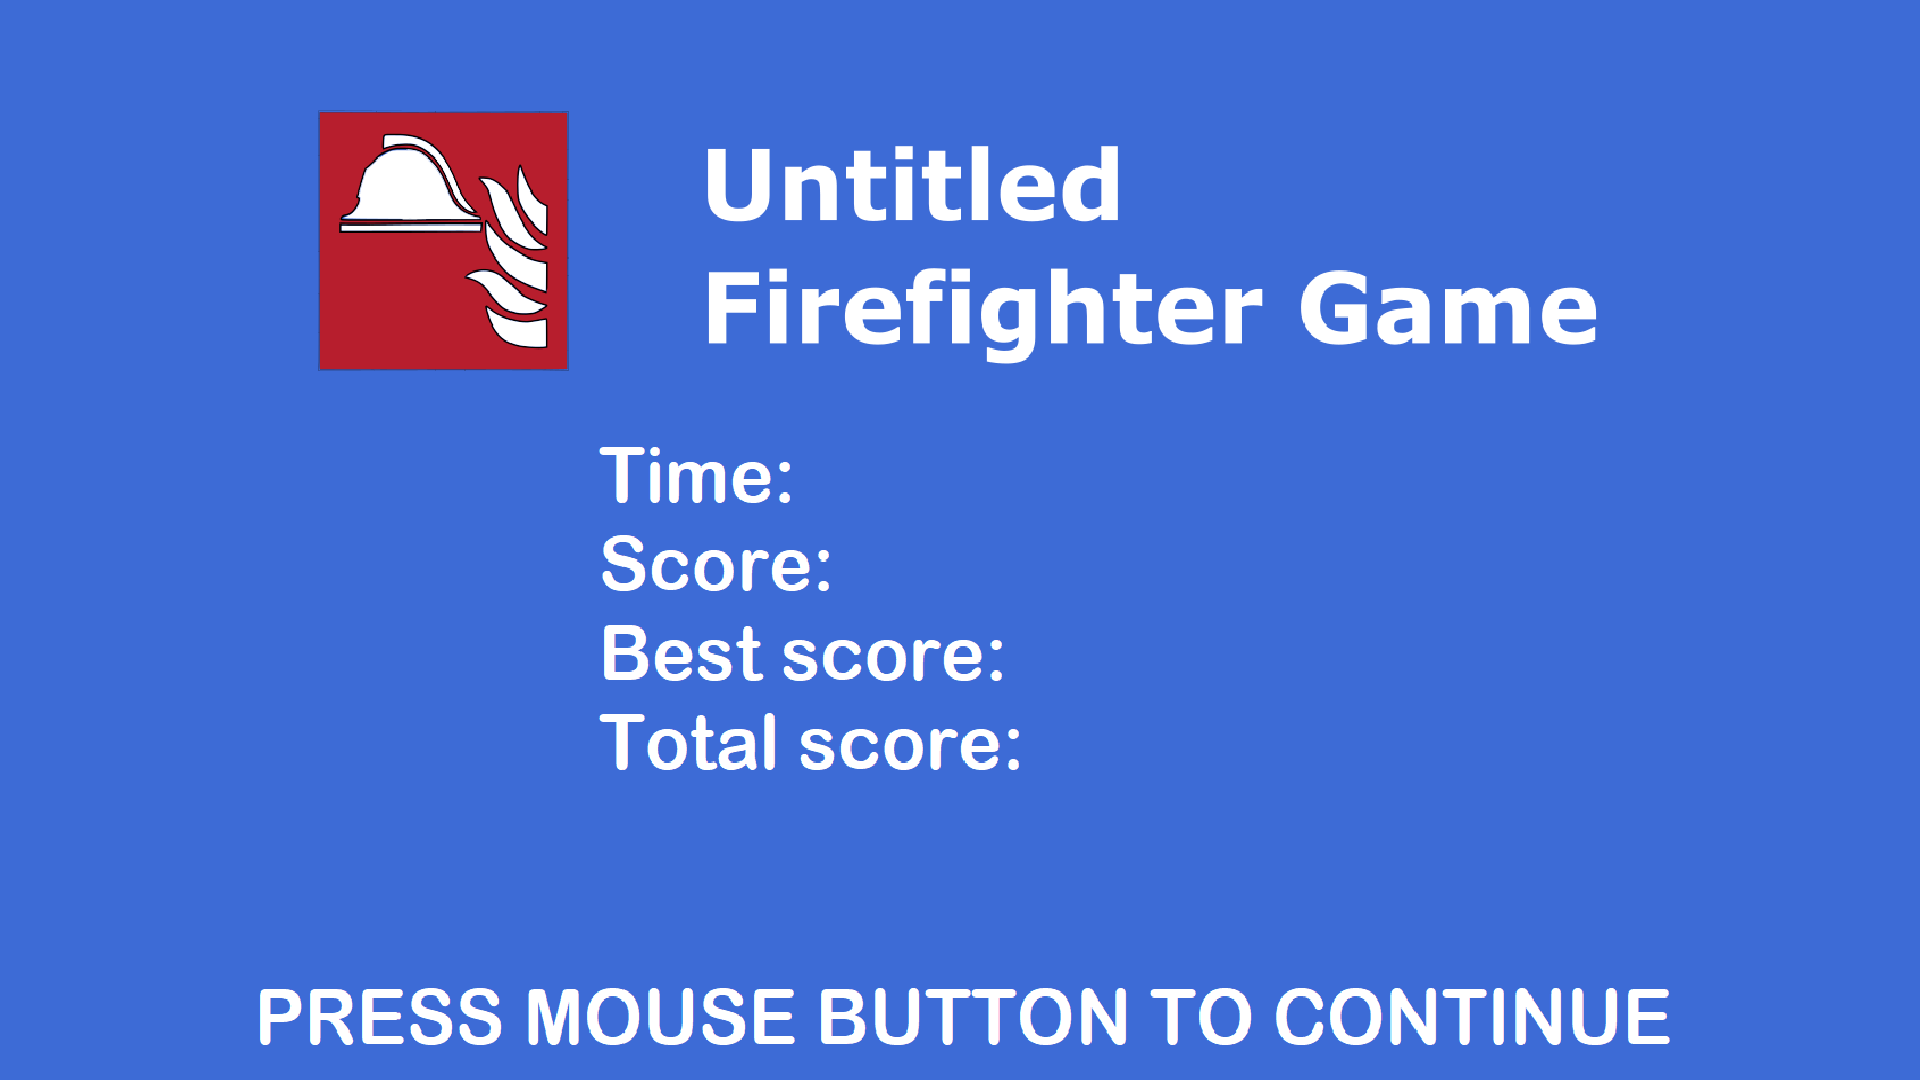 Untitled
Firefighter Game
Time:
Score:
Best score:
Total score:
PRESS MOUSE BUTTON TO CONTINUE